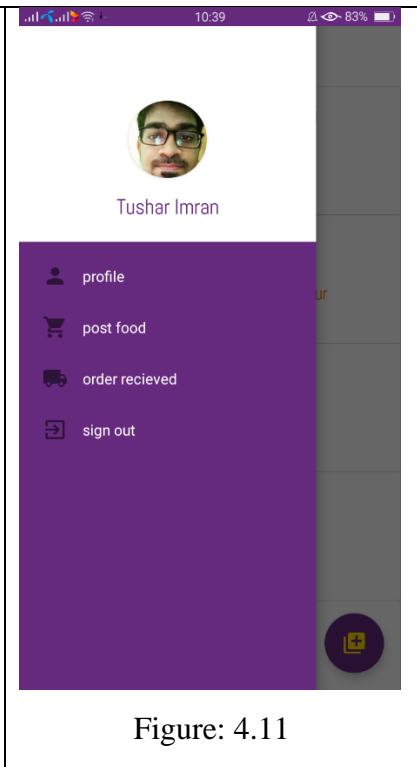 10:39
83%
Tushar Imran
profile
ur
post food
order recieved
sign out
Figure: 4.11